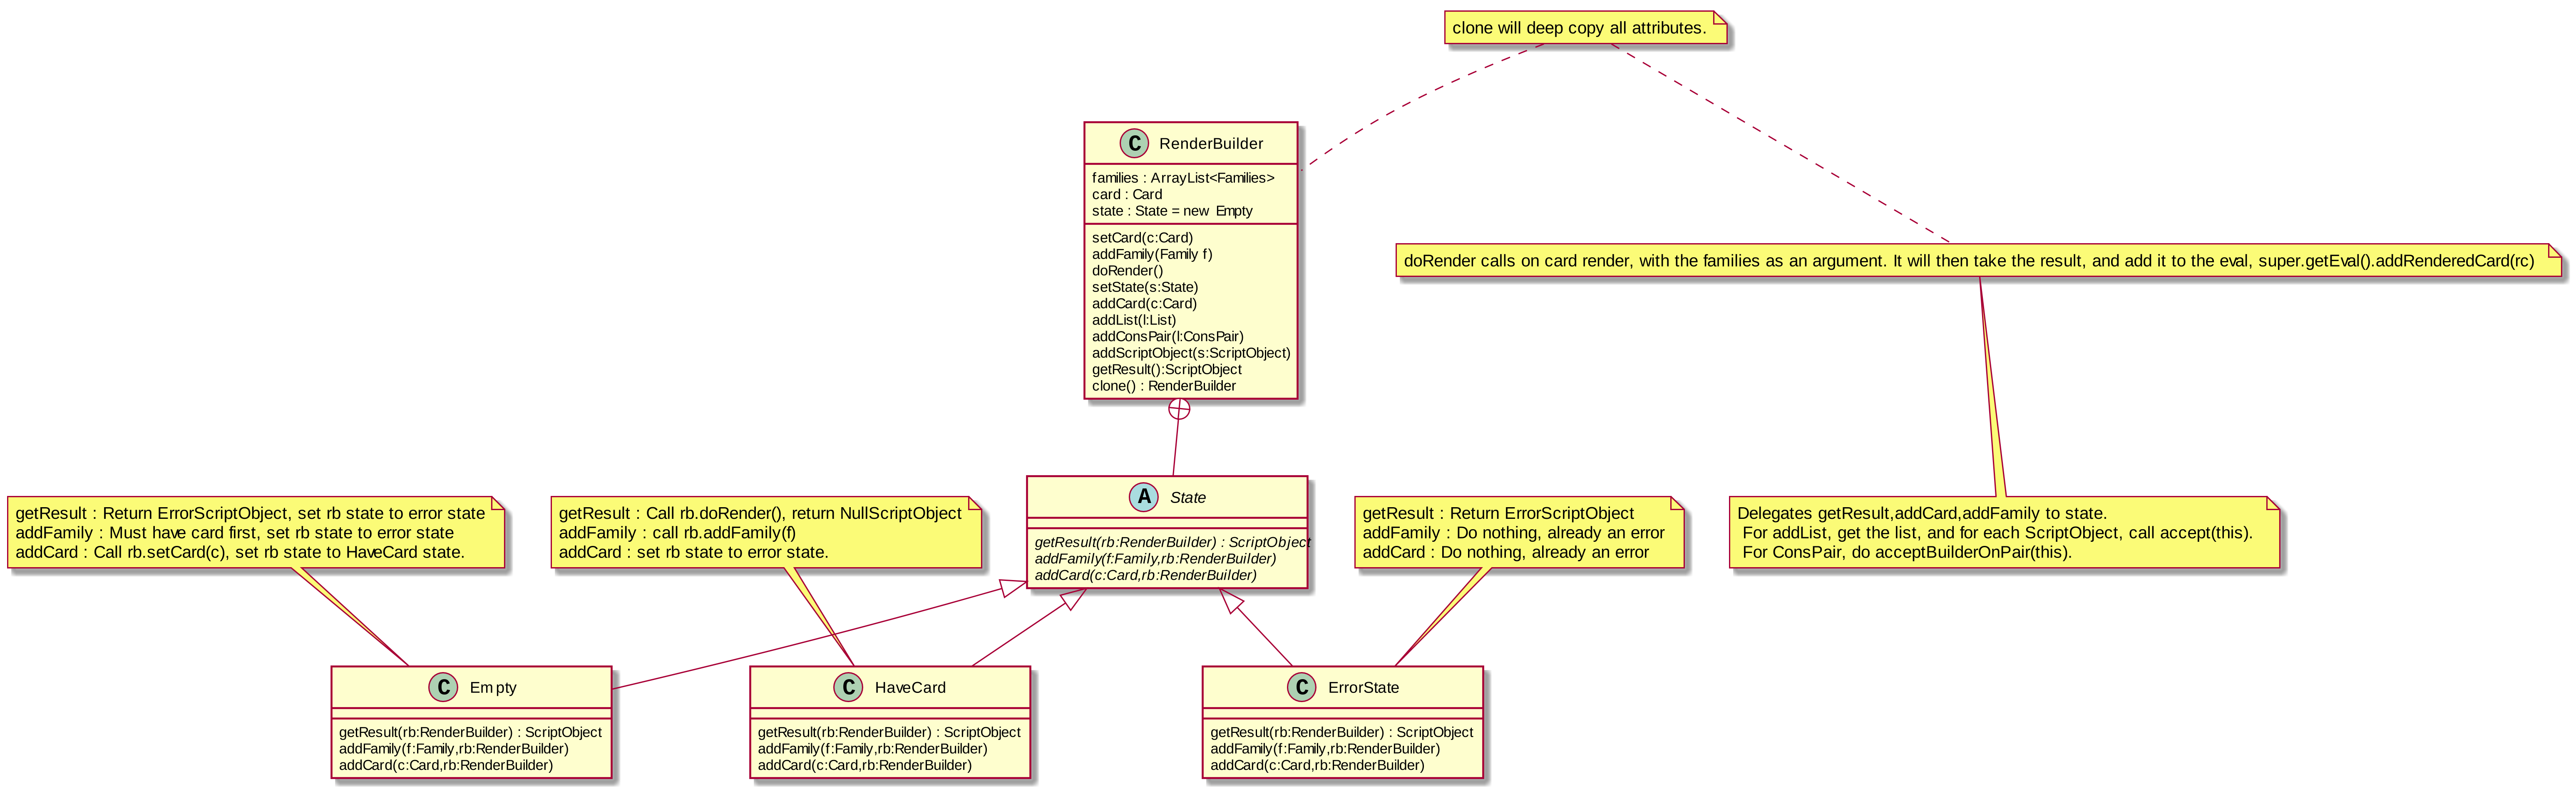 clone will deep copy all attributes.
C RenderBuilder
families : ArrayList<Families>
card : Card
state : State = new Empty
setCard(c:Card)
addFamily(Family f)
doRender()
setState(s:State)
addCard(c:Card)
addList(l:List)
addConsPair(l:ConsPair)
addScriptObject(s:ScriptObject)
getResult():ScriptObject
clone() : RenderBuilder
doRender calls on card render, with the families as an argument. It will then take the result, and add it to the eval, super.getEval().addRenderedCard(rc)
getResult : Return ErrorScriptObject, set rb state to error state
addFamily : Must have card first, set rb state to error state
addCard : Call rb.setCard(c), set rb state to HaveCard state.
getResult : Call rb.doRender(), return NullScriptObject
addFamily : call rb.addFamily(f)
addCard : set rb state to error state.
A State
getResult(rb:RenderBuilder) : ScriptObject
addFamily(f:Family,rb:RenderBuilder)
addCard(c:Card,rb:RenderBuilder)
getResult : Return ErrorScriptObject
addFamily : Do nothing, already an error
addCard : Do nothing, already an error
Delegates getResult,addCard,addFamily to state.
For addList, get the list, and for each ScriptObject, call accept(this).
For ConsPair, do acceptBuilderOnPair(this).
C Empty
getResult(rb:RenderBuilder) : ScriptObject
addFamily(f:Family,rb:RenderBuilder)
addCard(c:Card,rb:RenderBuilder)
C HaveCard
getResult(rb:RenderBuilder) : ScriptObject
addFamily(f:Family,rb:RenderBuilder)
addCard(c:Card,rb:RenderBuilder)
C ErrorState
getResult(rb:RenderBuilder) : ScriptObject
addFamily(f:Family,rb:RenderBuilder)
addCard(c:Card,rb:RenderBuilder)